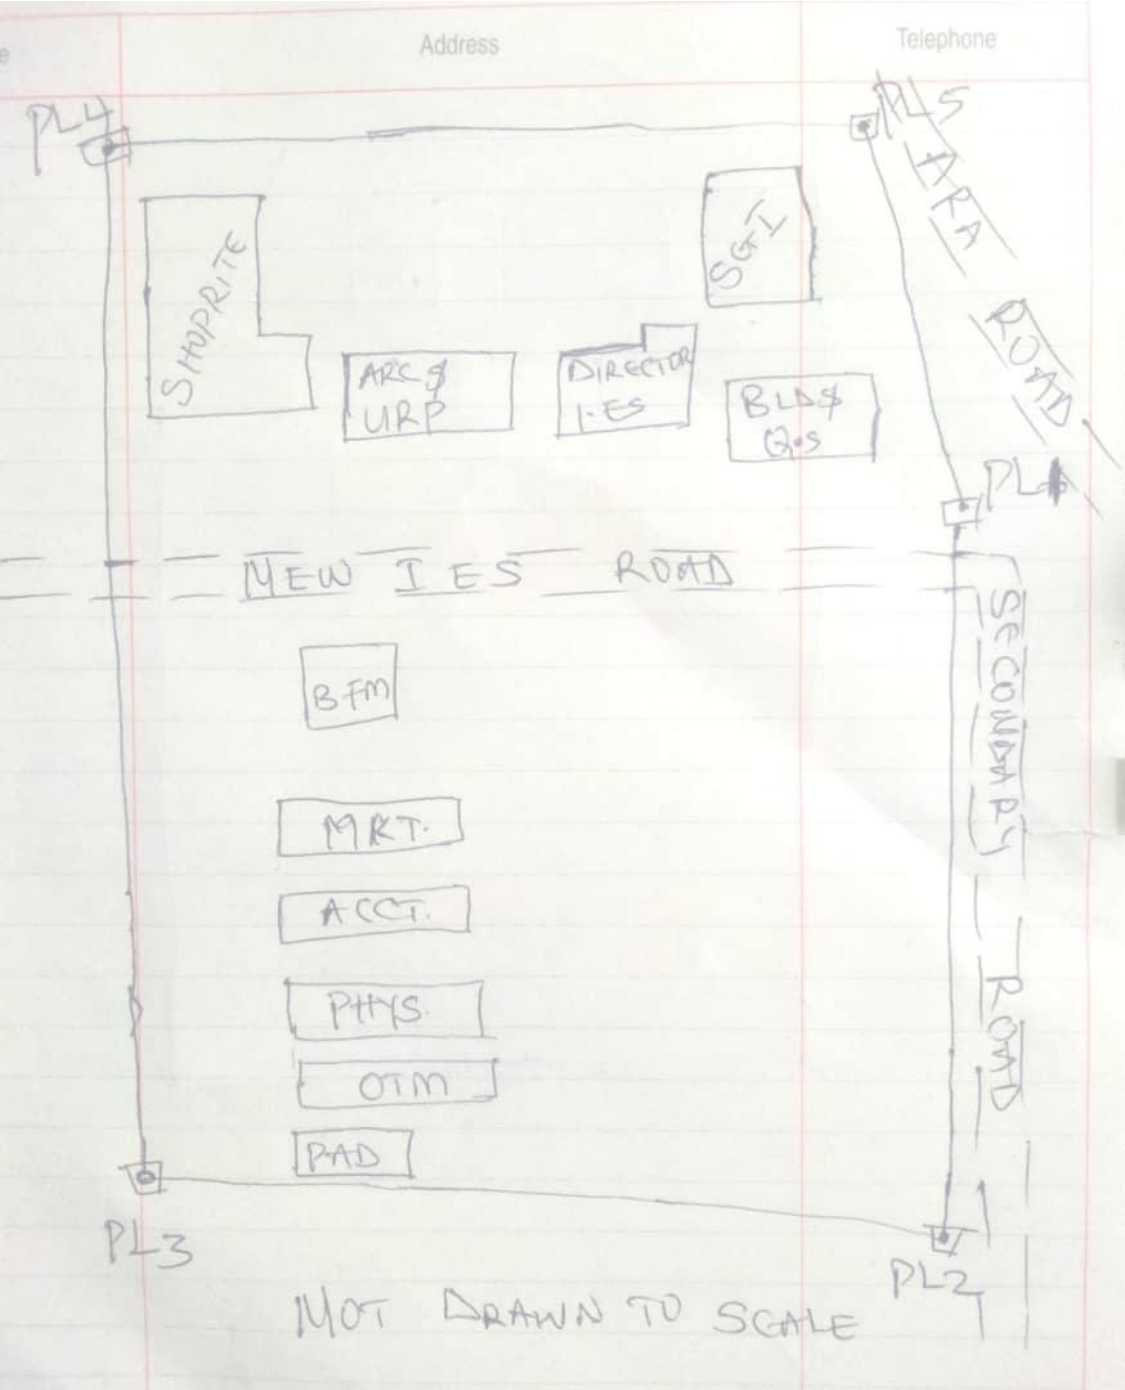 Address
Telephone
PL4
PL5
ARA
ROAD
SHOPRITE
SGI
ARC $
URP
DIRECTOR
I.ES
BLD $
Q.S
PL1
NEW IES ROAD
SECONDARY
ROAD
BFM
MKT.
ACCT.
PHYS.
OTM
PAD
PL3
PL2
NOT DRAWN TO SCALE